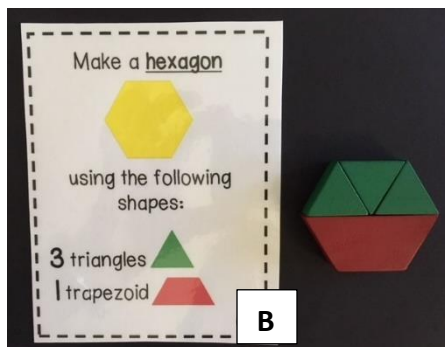 Make a hexagon
using the following
shapes:
3 triangles
1 trapezoid
B